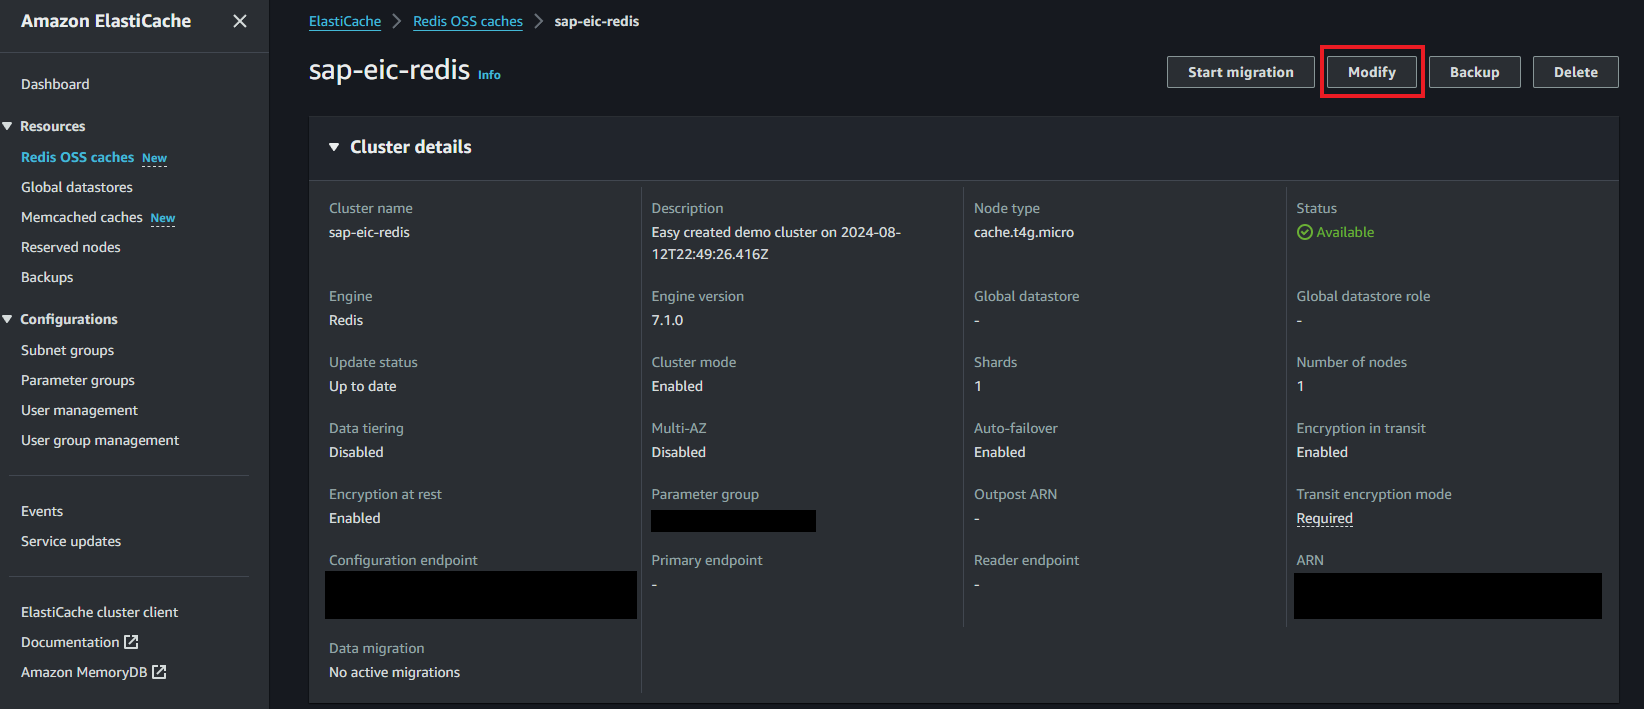 Amazon ElastiCache
Dashboard
Resources
Redis OSS caches New
Global datastores
Memcached caches New
Reserved nodes
Backups
Configurations
Subnet groups
Parameter groups
User management
User group management
Events
Service updates
ElastiCache cluster client
Documentation
Amazon MemoryDB
ElastiCache > Redis OSS caches > sap-eic-redis
sap-eic-redis Info
Start migration Modify Backup Delete
Cluster details
Cluster name
sap-eic-redis
Description
Easy created demo cluster on 2024-08-
12T22:49:26.416Z
Node type
cache.t4g.micro
Status
Available
Engine
Redis
Engine version
7.1.0
Global datastore
-
Global datastore role
-
Update status
Up to date
Cluster mode
Enabled
Shards
1
Number of nodes
1
Data tiering
Disabled
Multi-AZ
Disabled
Auto-failover
Enabled
Encryption in transit
Enabled
Encryption at rest
Enabled
Parameter group
Outpost ARN
-
Transit encryption mode
Required
Configuration endpoint
Primary endpoint
-
Reader endpoint
-
ARN
Data migration
No active migrations